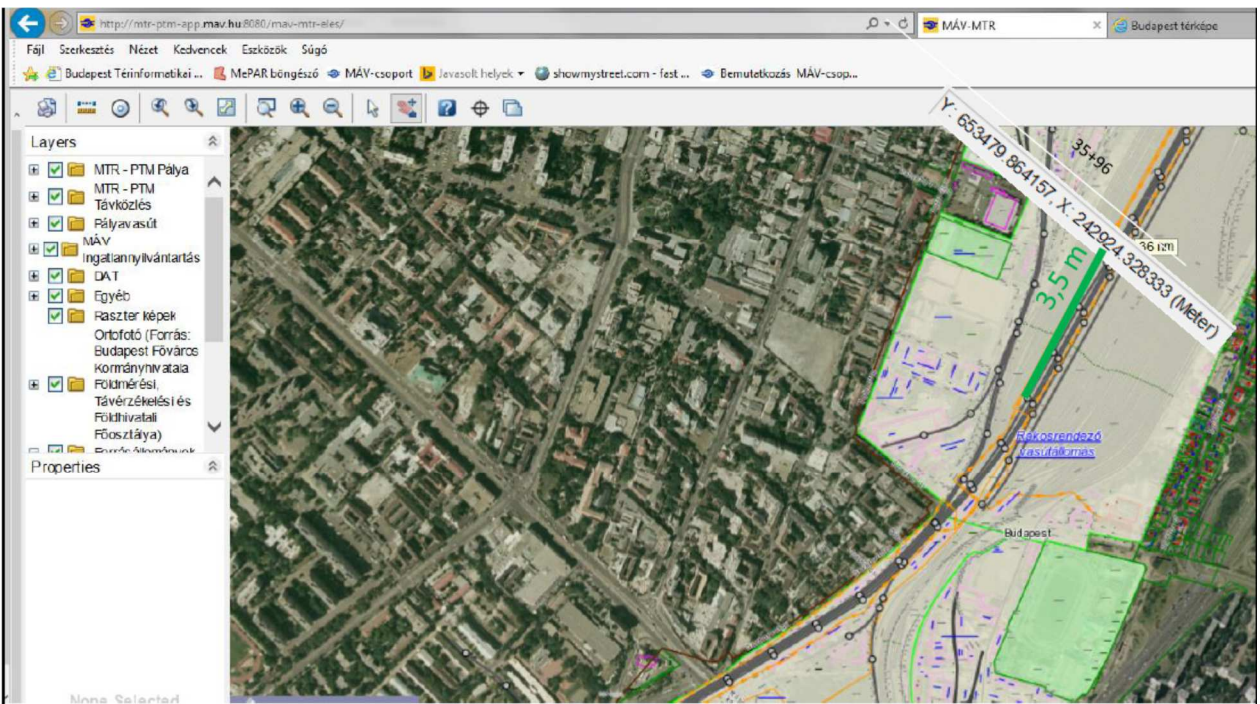 http://mtr-ptm-app.mav.hu:8080/mav-mtr-eles/
MÁV-MTR
Budapest térképe
Fájl Szerkesztés Nézet Kedvencek Eszközök Súgó
Budapest Térinformatikai ... MePAR böngésző MÁV-csoport Javasolt helyek showmystreet.com - fast ... Bemutatkozás MÁV-csop...
Layers
MTR - PTM Pálya
MTR - PTM
Távközlés
Pályavasút
MÁV
Ingatlannyilvántartás
DAT
Egyéb
Raszter képek
Ortofotó (Forrás:
Budapest Főváros
Kormányhivatala
Földmérési,
Távérzékelési és
Földhivatali
Főosztálya)
Forrásállományok
Properties
None Selected
35+96
Y: 653479.864157, X: 242924.328333 (Meter)
3,5 m
Rákosrendező
vasútállomás
Budapest